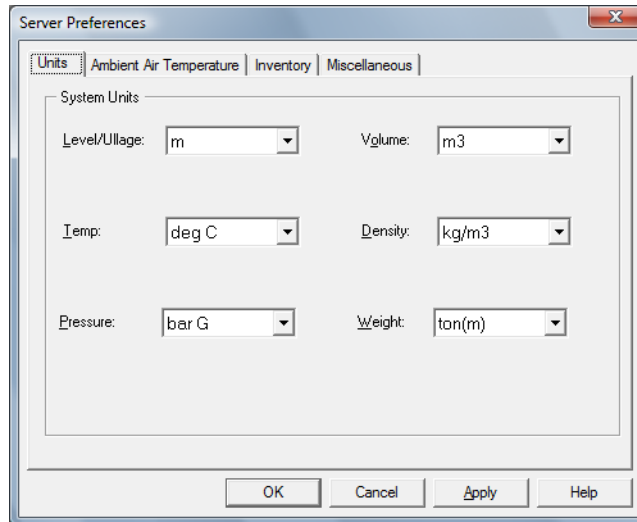 Server Preferences
Units Ambient Air Temperature Inventory Miscellaneous
System Units
Level/Ullage: m Volume: m3
Temp: deg C Density: kg/m3
Pressure: bar G Weight: ton(m)
OK Cancel Apply Help